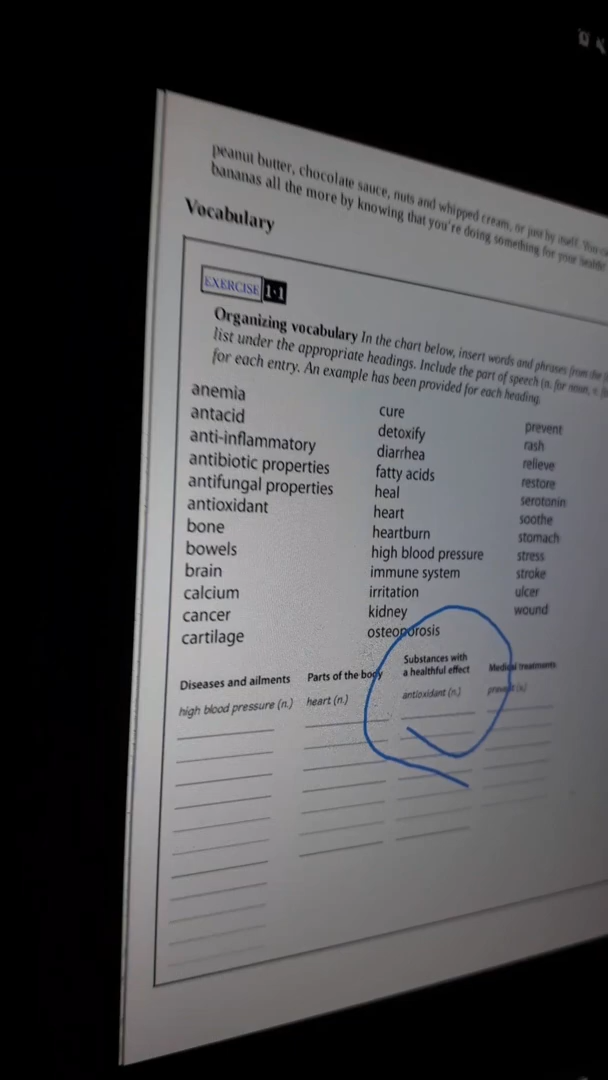 peanut butter, chocolate sauce, nuts and whipped cream, or just by itself. You
bananas all the more by knowing that you're doing something for your health!
Vocabulary
EXERCISE 1·1
Organizing vocabulary In the chart below, insert words and phrases from the
list under the appropriate headings. Include the part of speech (n. for noun, v.
for each entry. An example has been provided for each heading.
anemia
antacid
anti-inflammatory
antibiotic properties
antifungal properties
antioxidant
bone
bowels
brain
calcium
cancer
cartilage
cure
detoxify
diarrhea
fatty acids
heal
heart
heartburn
high blood pressure
immune system
irritation
kidney
osteoporosis
prevent
rash
relieve
restore
serotonin
soothe
stomach
stress
stroke
ulcer
wound
Diseases and ailments
high blood pressure (n.)
Parts of the body
heart (n.)
Substances with
a healthful effect
antioxidant (n.)
Medical treatments
prevent (v.)